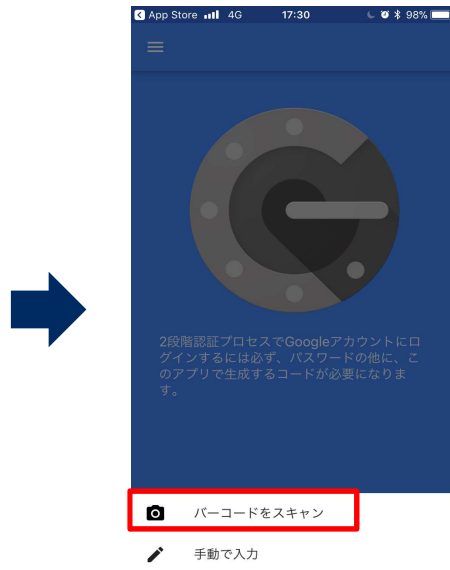 App Store 4G 17:30 98%
2段階認証プロセスでGoogleアカウントにロ
グインするには必ず、パスワードの他に、こ
のアプリで生成するコードが必要になりま
す。
バーコードをスキャン
手動で入力